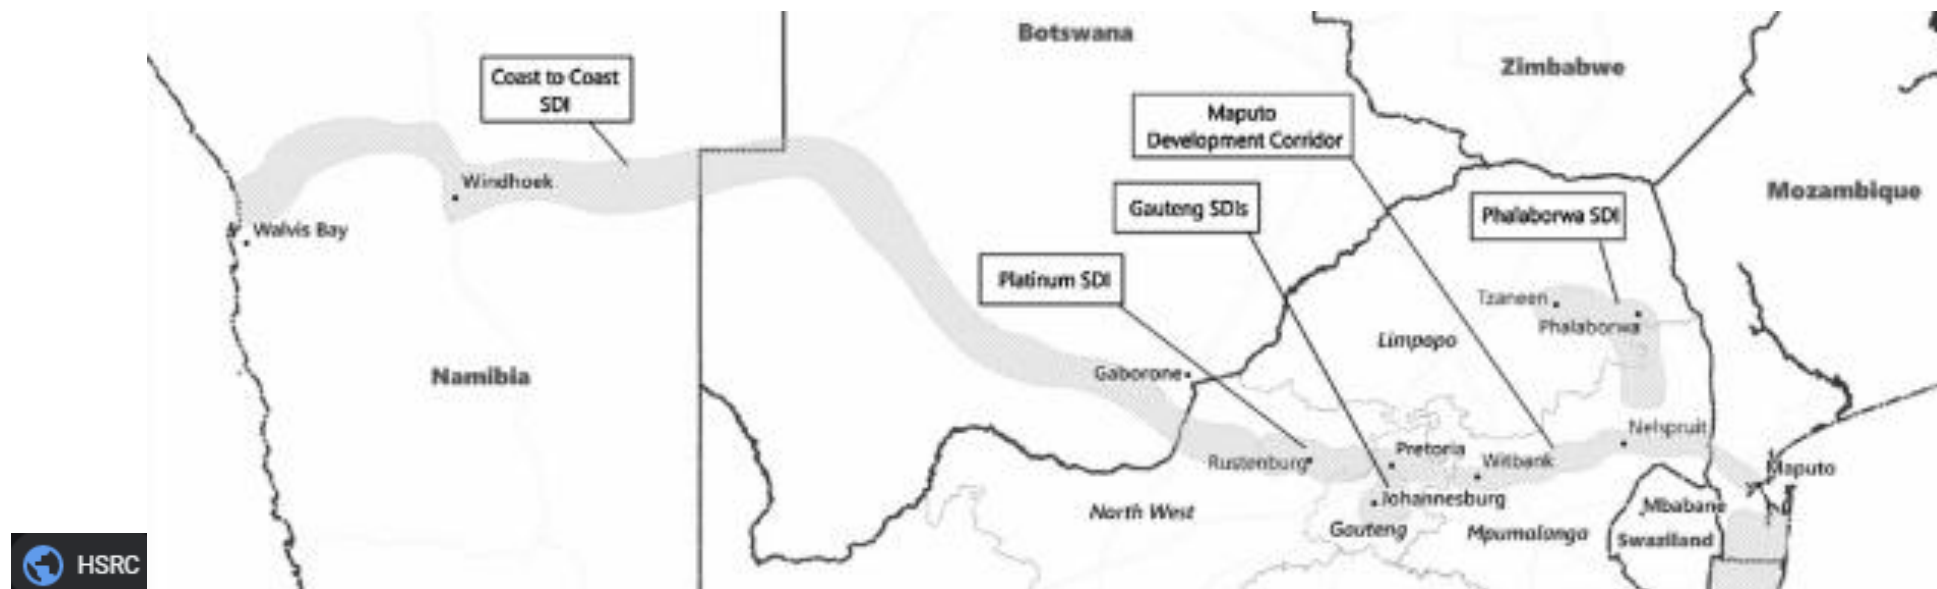 Botswana
Zimbabwe
Coast to Coast
SDI
Maputo
Development Corridor
Windhoek
Mozambique
Gauteng SDIs
Phalaborwa SDI
Walvis Bay
Platinum SDI
Tzaneen
Phalaborwa
Limpopo
Namibia
Gaborone
Nelspruit
Pretoria
Rustenburg
Witbank
Maputo
Johannesburg
North West
Mbabane
Gauteng
Mpumalanga
Swaziland
HSRC